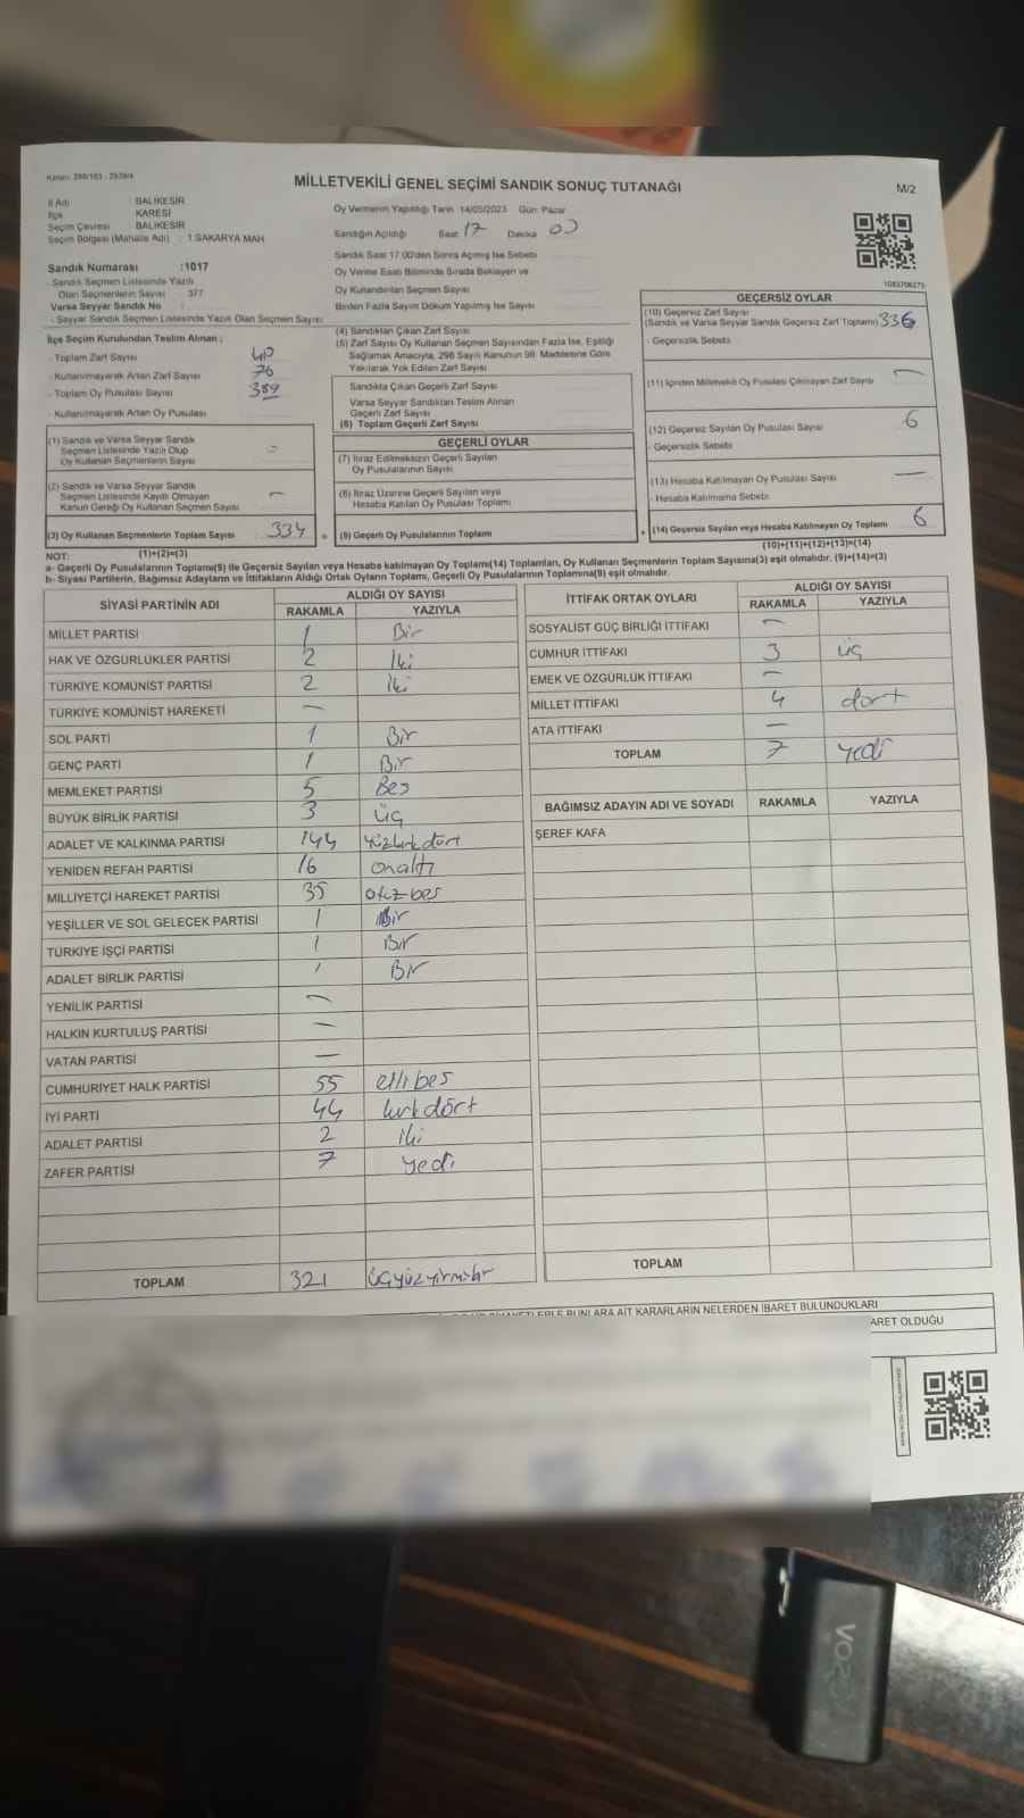 MİLLETVEKİLİ GENEL SEÇİMİ SANDIK SONUÇ TUTANAĞI
M/2
İl Adı : BALIKESİR
İlçe : KARESİ
Seçim Çevresi : BALIKESİR
Seçim Bölgesi (Mahalle Adı) : 1.SAKARYA MAH
Sandık Numarası :1017
- Sandık Seçmen Listesinde Yazılı
Olan Seçmenlerin Sayısı : 377
Varsa Seyyar Sandık No
- Seyyar Sandık Seçmen Listesinde Yazılı Olan Seçmen Sayısı:
Oy Vermenin Yapıldığı Tarih 14/05/2023 Gün: Pazar
Sandığın Açıldığı Saat 17 Dakika
Sandık Saat 17:00'den Sonra Açılmış İse Sebebi
Oy Verme Saati Bitiminde Sırada Bekleyen ve
Oy Kullandırılan Seçmen Sayısı
Birden Fazla Sayım Döküm Yapılmış İse Sayısı
İlçe Seçim Kurulundan Teslim Alınan ;
- Toplam Zarf Sayısı
- Kullanılmayarak Artan Zarf Sayısı 76
- Toplam Oy Pusulası Sayısı
- Kullanılmayarak Artan Oy Pusulası
(1) Sandık ve Varsa Seyyar Sandık
Seçmen Listesinde Yazılı Olup
Oy Kullanan Seçmenlerin Sayısı
(2) Sandık ve Varsa Seyyar Sandık
Seçmen Listesinde Kayıtlı Olmayan
Kanun Gereği Oy Kullanan Seçmen Sayısı
(3) Oy Kullanan Seçmenlerin Toplam Sayısı 334
(1)+(2)=(3)
(4) Sandıktan Çıkan Zarf Sayısı
(5) Zarf Sayısı Oy Kullanan Seçmen Sayısından Fazla İse, Eşitliği
Sağlamak Amacıyla, 298 Sayılı Kanunun 98. Maddesine Göre
Yakılarak Yok Edilen Zarf Sayısı
Sandıkta Çıkan Geçerli Zarf Sayısı
Varsa Seyyar Sandıktan Teslim Alınan
Geçerli Zarf Sayısı
(6) Toplam Geçerli Zarf Sayısı
GEÇERLİ OYLAR
(7) İtiraz Edilmeksizin Geçerli Sayılan
Oy Pusulalarının Sayısı
(8) İtiraz Üzerine Geçerli Sayılan veya
Hesaba Katılan Oy Pusulası Toplamı
(9) Geçerli Oy Pusulalarının Toplamı
GEÇERSİZ OYLAR
(10) Geçersiz Zarf Sayısı
(Sandık ve Varsa Seyyar Sandık Geçersiz Zarf Toplamı) 336
- Geçersizlik Sebebi
(11) İçinden Milletvekili Oy Pusulası Çıkmayan Zarf Sayısı —
(12) Geçersiz Sayılan Oy Pusulası Sayısı 6
- Geçersizlik Sebebi
(13) Hesaba Katılmayan Oy Pusulası Sayısı —
- Hesaba Katılmama Sebebi
(14) Geçersiz Sayılan veya Hesaba Katılmayan Oy Toplamı 6
(10)+(11)+(12)+(13)=(14)
NOT:
a- Geçerli Oy Pusulalarının Toplamı(9) ile Geçersiz Sayılan veya Hesaba katılmayan Oy Toplamı(14) Toplamları, Oy Kullanan Seçmenlerin Toplam Sayısına(3) eşit olmalıdır. (9)+(14)=(3)
b- Siyasi Partilerin, Bağımsız Adayların ve İttifakların Aldığı Ortak Oyların Toplamı, Geçerli Oy Pusulalarının Toplamına(9) eşit olmalıdır.
SİYASİ PARTİNİN ADI ALDIĞI OY SAYISI
RAKAMLA YAZIYLA
MİLLET PARTİSİ 1 Bir
HAK VE ÖZGÜRLÜKLER PARTİSİ 2 İki
TÜRKİYE KOMÜNİST PARTİSİ 2 İki
TÜRKİYE KOMÜNİST HAREKETİ —
SOL PARTİ 1 Bir
GENÇ PARTİ 1 Bir
MEMLEKET PARTİSİ 5 Beş
BÜYÜK BİRLİK PARTİSİ 3 üç
ADALET VE KALKINMA PARTİSİ 144 yüzkırkdört
YENİDEN REFAH PARTİSİ 16 onaltı
MİLLİYETÇİ HAREKET PARTİSİ 35 otuzbeş
YEŞİLLER VE SOL GELECEK PARTİSİ 1 Bir
TÜRKİYE İŞÇİ PARTİSİ 1 Bir
ADALET BİRLİK PARTİSİ 1 Bir
YENİLİK PARTİSİ —
HALKIN KURTULUŞ PARTİSİ —
VATAN PARTİSİ —
CUMHURİYET HALK PARTİSİ 55 ellibeş
İYİ PARTİ 44 kırkdört
ADALET PARTİSİ 2 iki
ZAFER PARTİSİ 7 yedi
TOPLAM 321 üçyüzyirmibir
İTTİFAK ORTAK OYLARI ALDIĞI OY SAYISI
RAKAMLA YAZIYLA
SOSYALİST GÜÇ BİRLİĞİ İTTİFAKI —
CUMHUR İTTİFAKI 3 üç
EMEK VE ÖZGÜRLÜK İTTİFAKI —
MİLLET İTTİFAKI 4 dört
ATA İTTİFAKI —
TOPLAM 7 yedi
BAĞIMSIZ ADAYIN ADI VE SOYADI RAKAMLA YAZIYLA
ŞEREF KAFA
TOPLAM
BUNLARA AİT KARARLARIN NELERDEN İBARET BULUNDUKLARI
ARET OLDUĞU